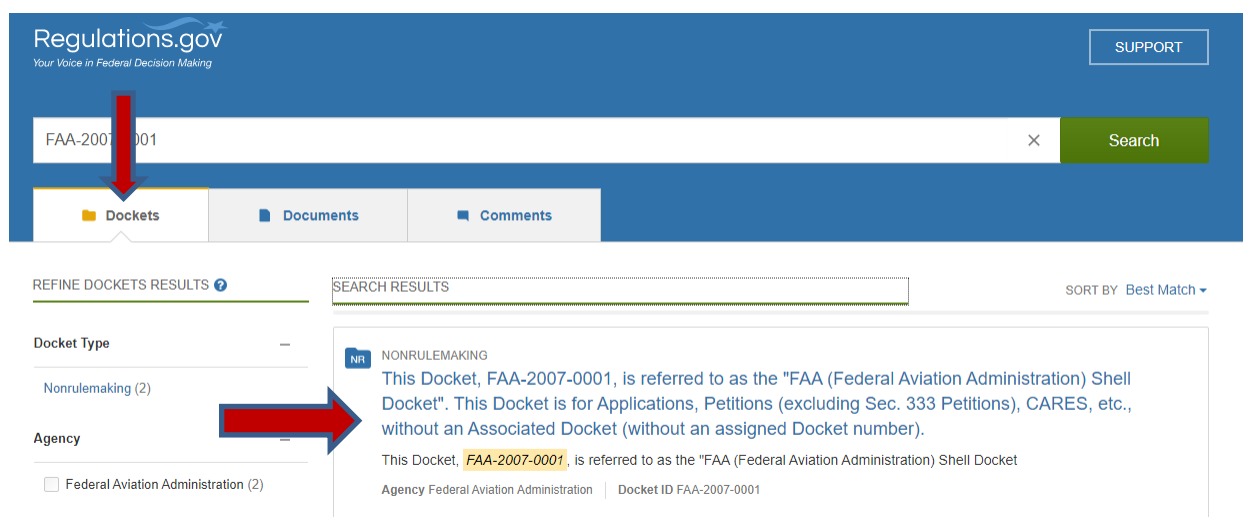 Regulations.gov
Your Voice in Federal Decision Making
SUPPORT
FAA-2007 001
Search
Dockets
Documents
Comments
REFINE DOCKETS RESULTS ?
SEARCH RESULTS
SORT BY Best Match
Docket Type
Nonrulemaking (2)
Agency
Federal Aviation Administration (2)
NR NONRULEMAKING
This Docket, FAA-2007-0001, is referred to as the "FAA (Federal Aviation Administration) Shell
Docket". This Docket is for Applications, Petitions (excluding Sec. 333 Petitions), CARES, etc.,
without an Associated Docket (without an assigned Docket number).
This Docket, FAA-2007-0001, is referred to as the "FAA (Federal Aviation Administration) Shell Docket
Agency Federal Aviation Administration Docket ID FAA-2007-0001